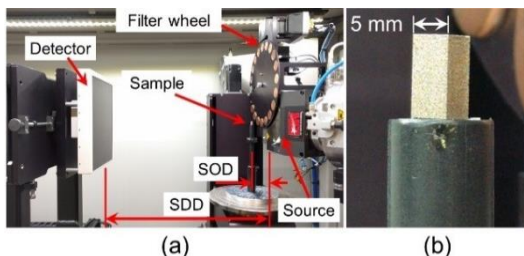 Filter wheel
Detector
Sample
SOD
SDD
Source
5 mm
(a)
(b)